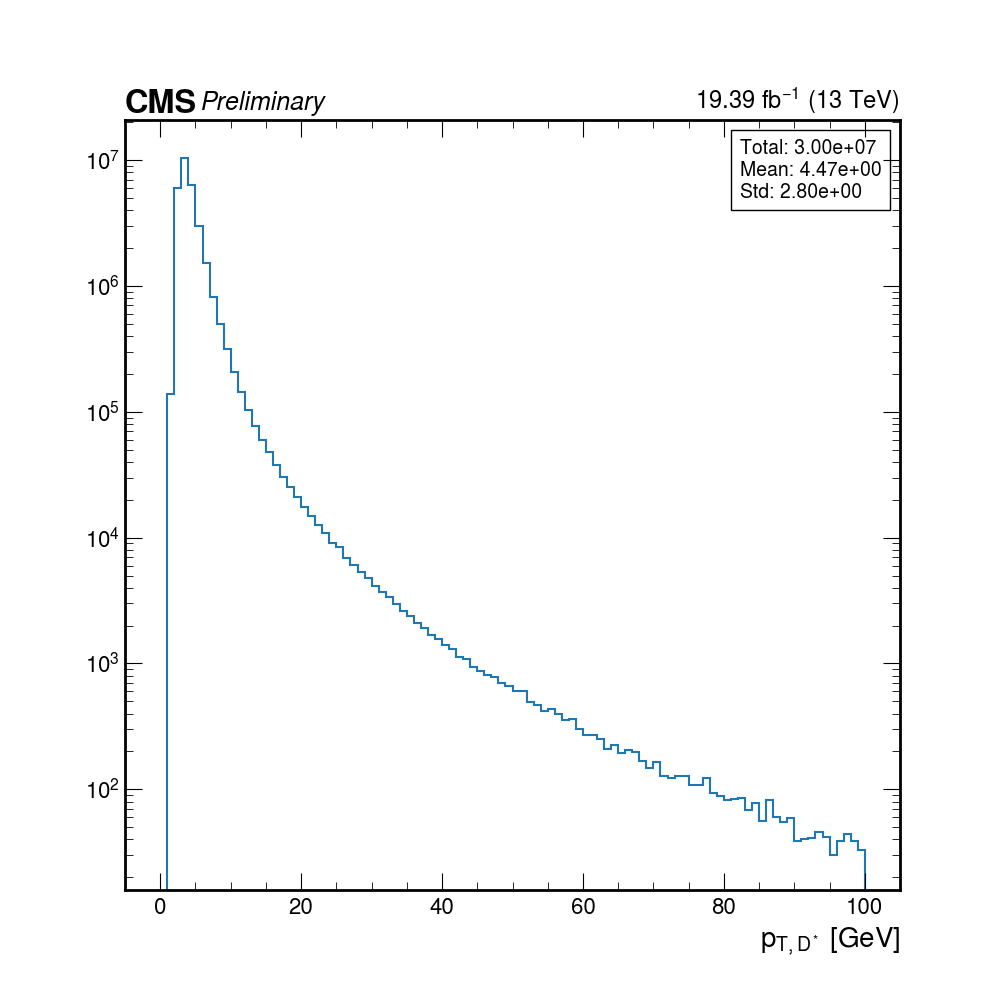 CMS Preliminary
19.39 fb⁻¹ (13 TeV)
Total: 3.00e+07
Mean: 4.47e+00
Std: 2.80e+00
10⁷
10⁶
10⁵
10⁴
10³
10²
0 20 40 60 80 100
p_{T, D*} [GeV]